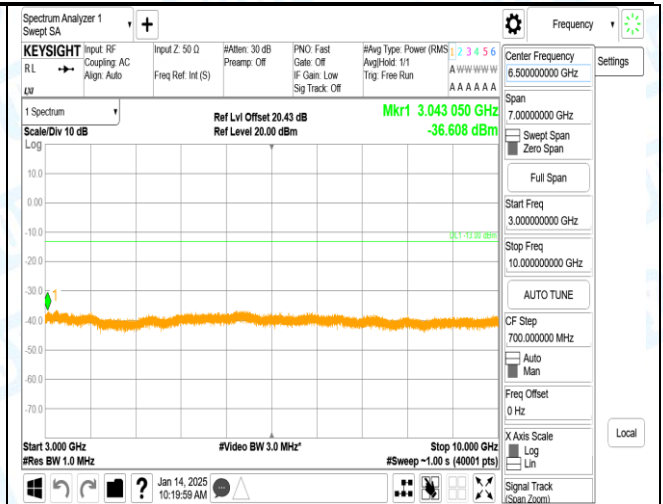 Spectrum Analyzer 1
Swept SA
+
Frequency
KEYSIGHT
RL
Input: RF
Coupling: AC
Align: Auto
Input Z: 50 Ω
Freq Ref: Int (S)
#Atten: 30 dB
Preamp: Off
PNO: Fast
Gate: Off
IF Gain: Low
Sig Track: Off
#Avg Type: Power (RMS
Avg|Hold: 1/1
Trig: Free Run
1 2 3 4 5 6
A W W W W W
A A A A A A
1 Spectrum
Scale/Div 10 dB
Log
Ref Lvl Offset 20.43 dB
Ref Level 20.00 dBm
Mkr1 3.043 050 GHz
-36.608 dBm
10.0
0.00
-10.0
DL1 -13.00 dBm
-20.0
-30.0
1
-40.0
-50.0
-60.0
-70.0
Start 3.000 GHz
#Res BW 1.0 MHz
#Video BW 3.0 MHz*
Stop 10.000 GHz
#Sweep ~1.00 s (40001 pts)
Jan 14, 2025
10:19:59 AM
Center Frequency
6.500000000 GHz
Span
7.00000000 GHz
Swept Span
Zero Span
Full Span
Start Freq
3.000000000 GHz
Stop Freq
10.000000000 GHz
AUTO TUNE
CF Step
700.000000 MHz
Auto
Man
Freq Offset
0 Hz
X Axis Scale
Log
Lin
Signal Track
(Span Zoom)
Settings
Local